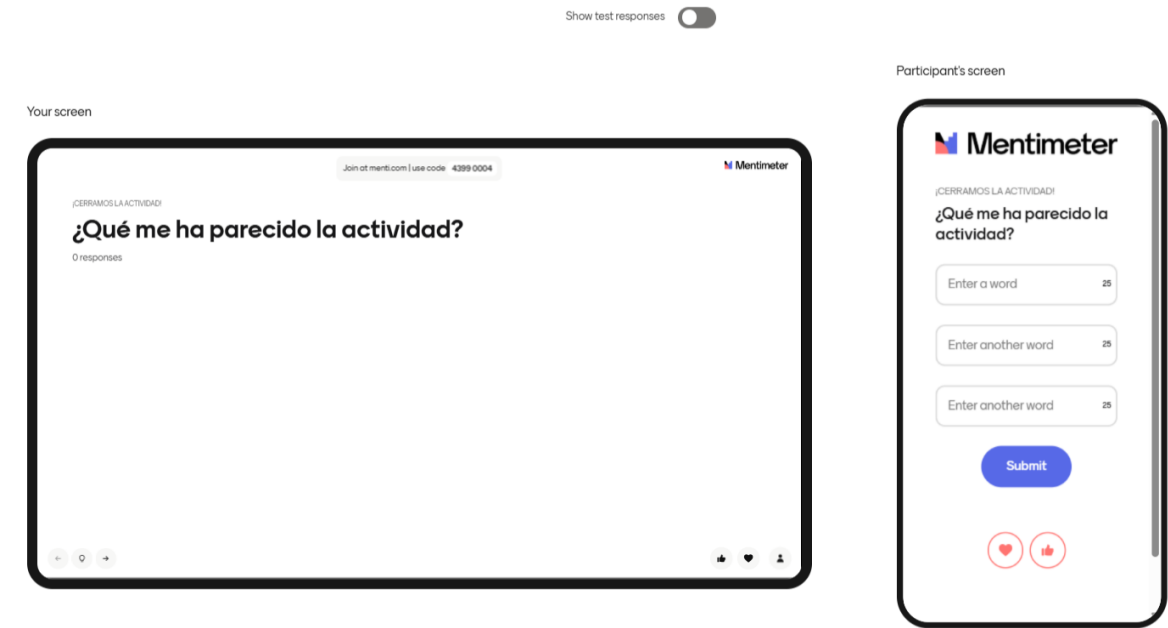 Show test responses
Your screen
Join at menti.com | use code 4399 0004
Mentimeter
¡CERRAMOS LA ACTIVIDAD!
¿Qué me ha parecido la actividad?
0 responses
Participant's screen
Mentimeter
¡CERRAMOS LA ACTIVIDAD!
¿Qué me ha parecido la
actividad?
Enter a word 25
Enter another word 25
Enter another word 25
Submit